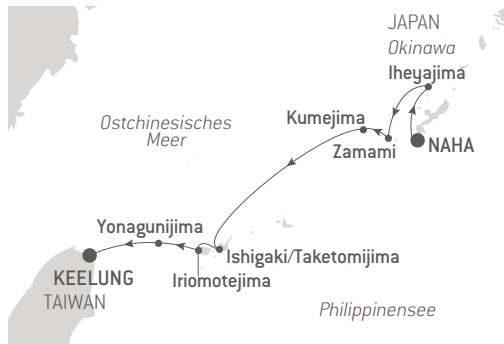 JAPAN
Okinawa
Iheyajima
Ostchinesisches
Meer
Kumejima
Zamami
NAHA
Yonagunijima
Ishigaki/Taketomijima
KEELUNG
Iriomotejima
TAIWAN
Philippinensee